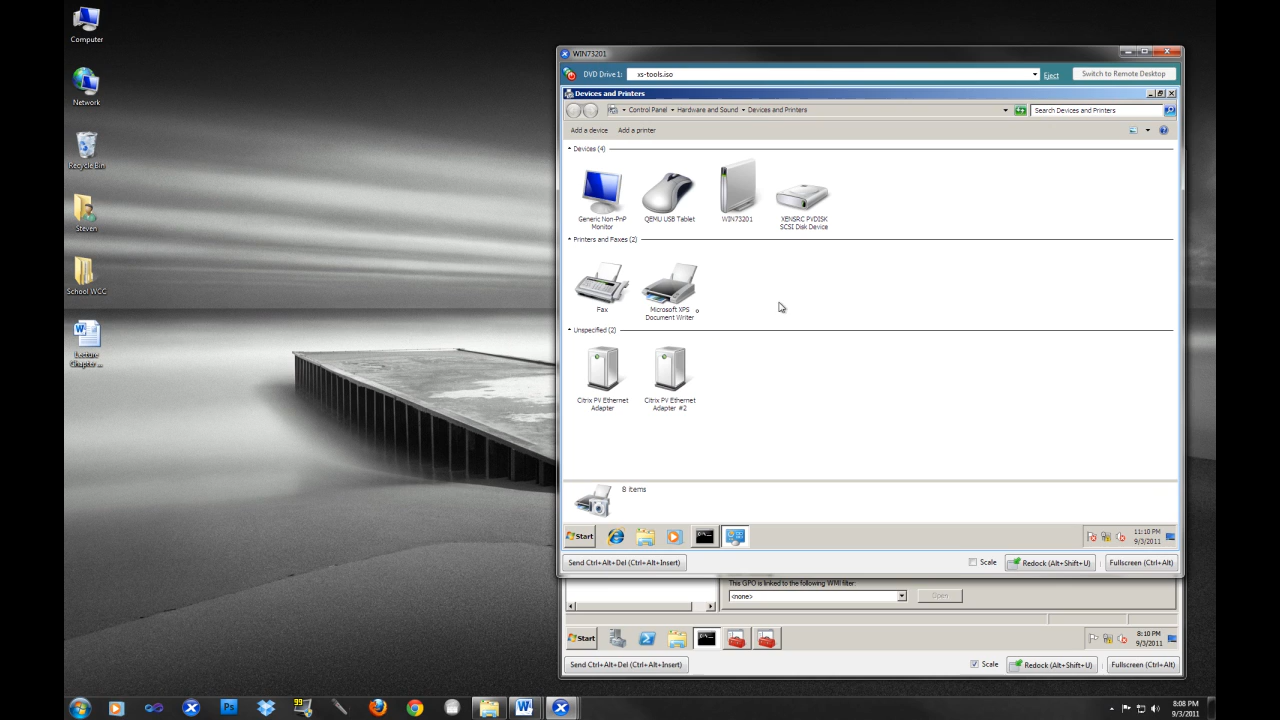 Computer
Network
Recycle Bin
Steven
School WCC
Lecture
Chapter ...
WIN73201
DVD Drive 1: xs-tools.iso Eject Switch to Remote Desktop
Devices and Printers
Control Panel Hardware and Sound Devices and Printers Search Devices and Printers
Add a device Add a printer
Devices (4)
Generic Non-PnP
Monitor
QEMU USB Tablet
WIN73201
XENSRC PVDISK
SCSI Disk Device
Printers and Faxes (2)
Fax
Microsoft XPS
Document Writer
Unspecified (2)
Citrix PV Ethernet
Adapter
Citrix PV Ethernet
Adapter #2
8 items
Start 11:10 PM
9/3/2011
Send Ctrl+Alt+Del (Ctrl+Alt+Insert) Scale Redock (Alt+Shift+U) Fullscreen (Ctrl+Alt)
This GPO is linked to the following WMI filter:
<none> Open
Start 8:10 PM
9/3/2011
Send Ctrl+Alt+Del (Ctrl+Alt+Insert) Scale Redock (Alt+Shift+U) Fullscreen (Ctrl+Alt)
99
Ps
8:08 PM
9/3/2011